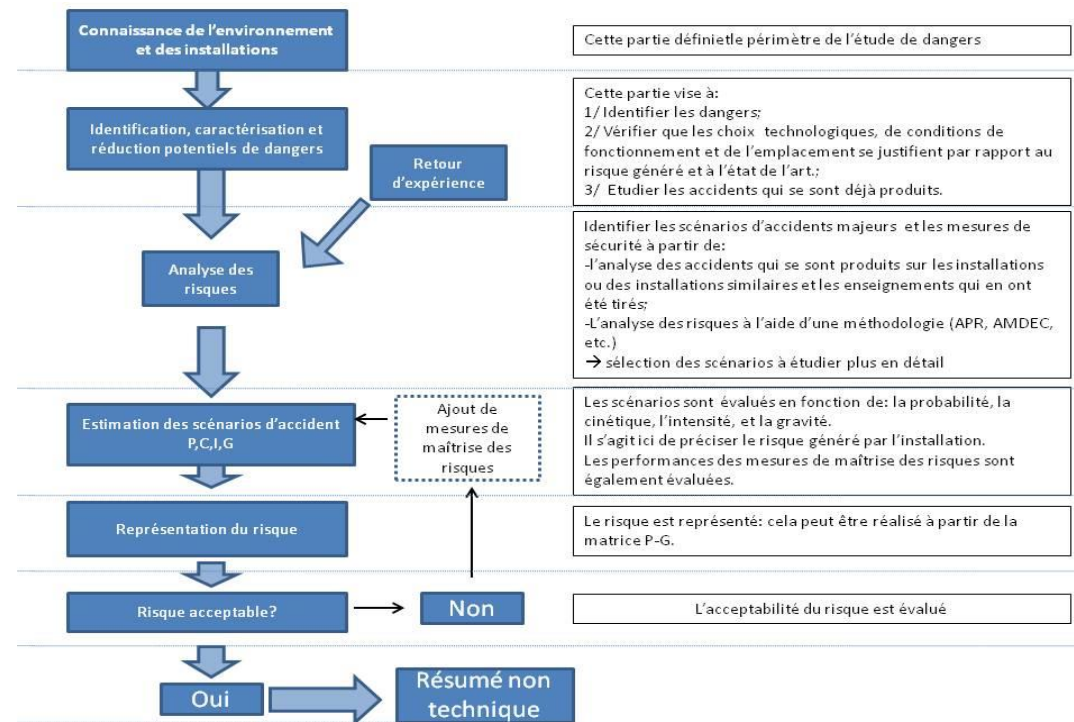 Connaissance de l'environnement
et des installations
Cette partie définietle périmètre de l'étude de dangers
Identification, caractérisation et
réduction potentiels de dangers
Retour
d'expérience
Cette partie vise à:
1/ Identifier les dangers;
2/ Vérifier que les choix technologiques, de conditions de
fonctionnement et de l'emplacement se justifient par rapport au
risque généré et à l'état de l'art.;
3/ Etudier les accidents qui se sont déjà produits.
Analyse des
risques
Identifier les scénarios d'accidents majeurs et les mesures de
sécurité à partir de:
-l'analyse des accidents qui se sont produits sur les installations
ou des installations similaires et les enseignements qui en ont
été tirés;
-L'analyse des risques à l'aide d'une méthodologie (APR, AMDEC,
etc.)
→ sélection des scénarios à étudier plus en détail
Estimation des scénarios d'accident
P,C,I,G
Ajout de
mesures de
maîtrise des
risques
Les scénarios sont évalués en fonction de: la probabilité, la
cinétique, l'intensité, et la gravité.
Il s'agit ici de préciser le risque généré par l'installation.
Les performances des mesures de maîtrise des risques sont
également évaluées.
Représentation du risque
Le risque est représenté: cela peut être réalisé à partir de la
matrice P-G.
Risque acceptable?
Non
L'acceptabilité du risque est évalué
Oui
Résumé non
technique